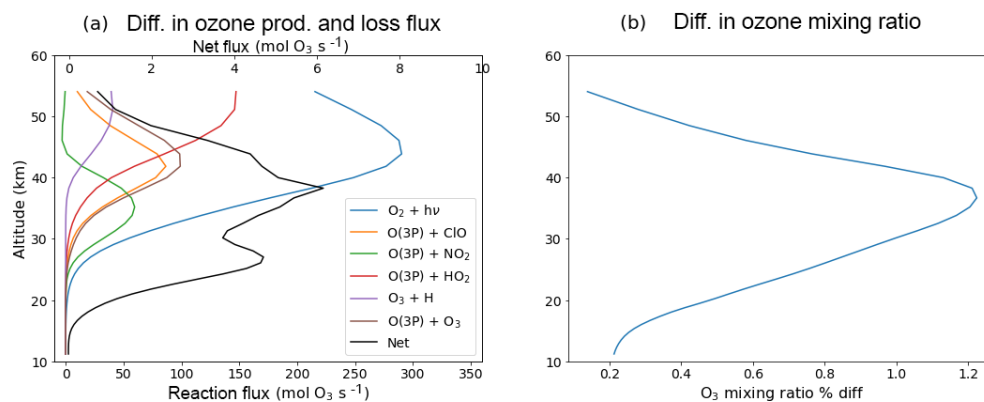 (a) Diff. in ozone prod. and loss flux
Net flux (mol O₃ s ⁻¹)
0 2 4 6 8 10
60
50
40
30
20
10
Altitude (km)
O₂ + hν
O(3P) + ClO
O(3P) + NO₂
O(3P) + HO₂
O₃ + H
O(3P) + O₃
Net
0 50 100 150 200 250 300 350
Reaction flux (mol O₃ s ⁻¹)
(b) Diff. in ozone mixing ratio
60
50
40
30
20
10
0.2 0.4 0.6 0.8 1.0 1.2
O₃ mixing ratio % diff